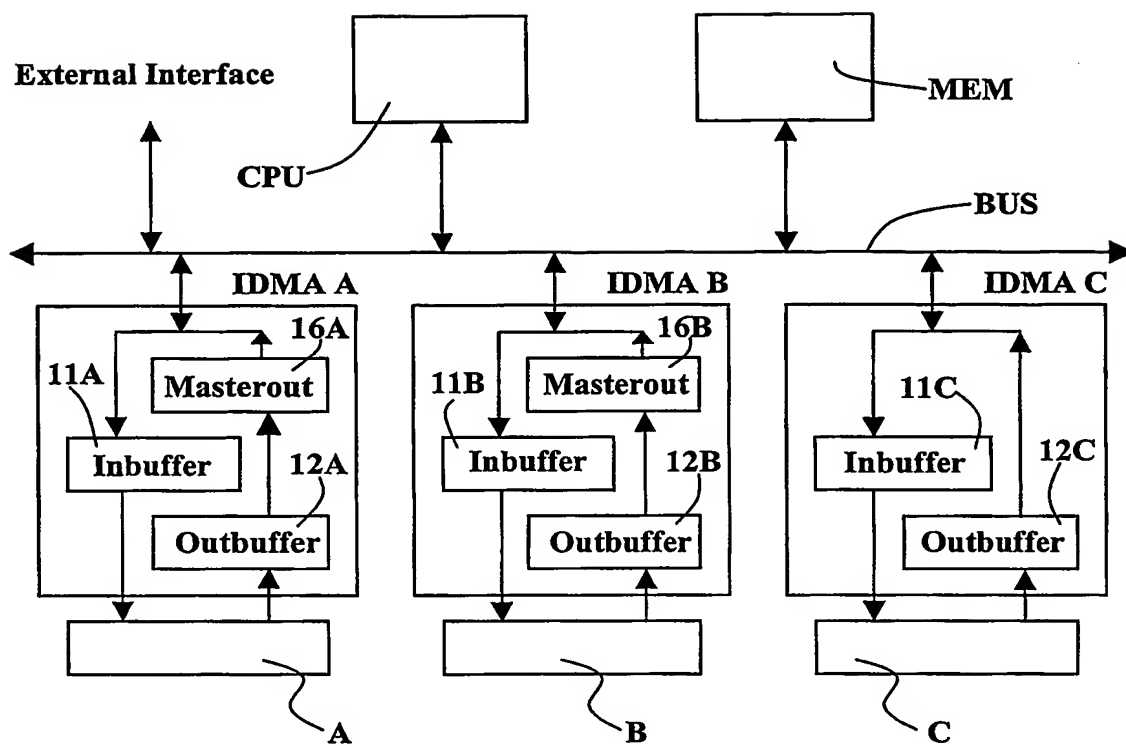 External Interface
MEM
CPU
BUS
IDMA A
IDMA B
IDMA C
16A
16B
11A
Masterout
11B
Masterout
11C
Inbuffer
12A
Inbuffer
12B
Inbuffer
12C
Outbuffer
Outbuffer
Outbuffer
A
B
C